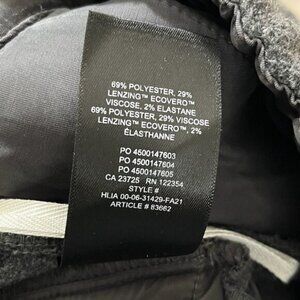 69% POLYESTER, 29%
LENZING™ ECOVERO™
VISCOSE, 2% ELASTANE
69% POLYESTER, 29% VISCOSE
LENZING™ ECOVERO™, 2%
ÉLASTHANNE
PO 4500147603
PO 4500147604
PO 4500147605
CA 23725 RN 122354
STYLE #
HLIA 00-06-31429-FA21
ARTICLE # 83662